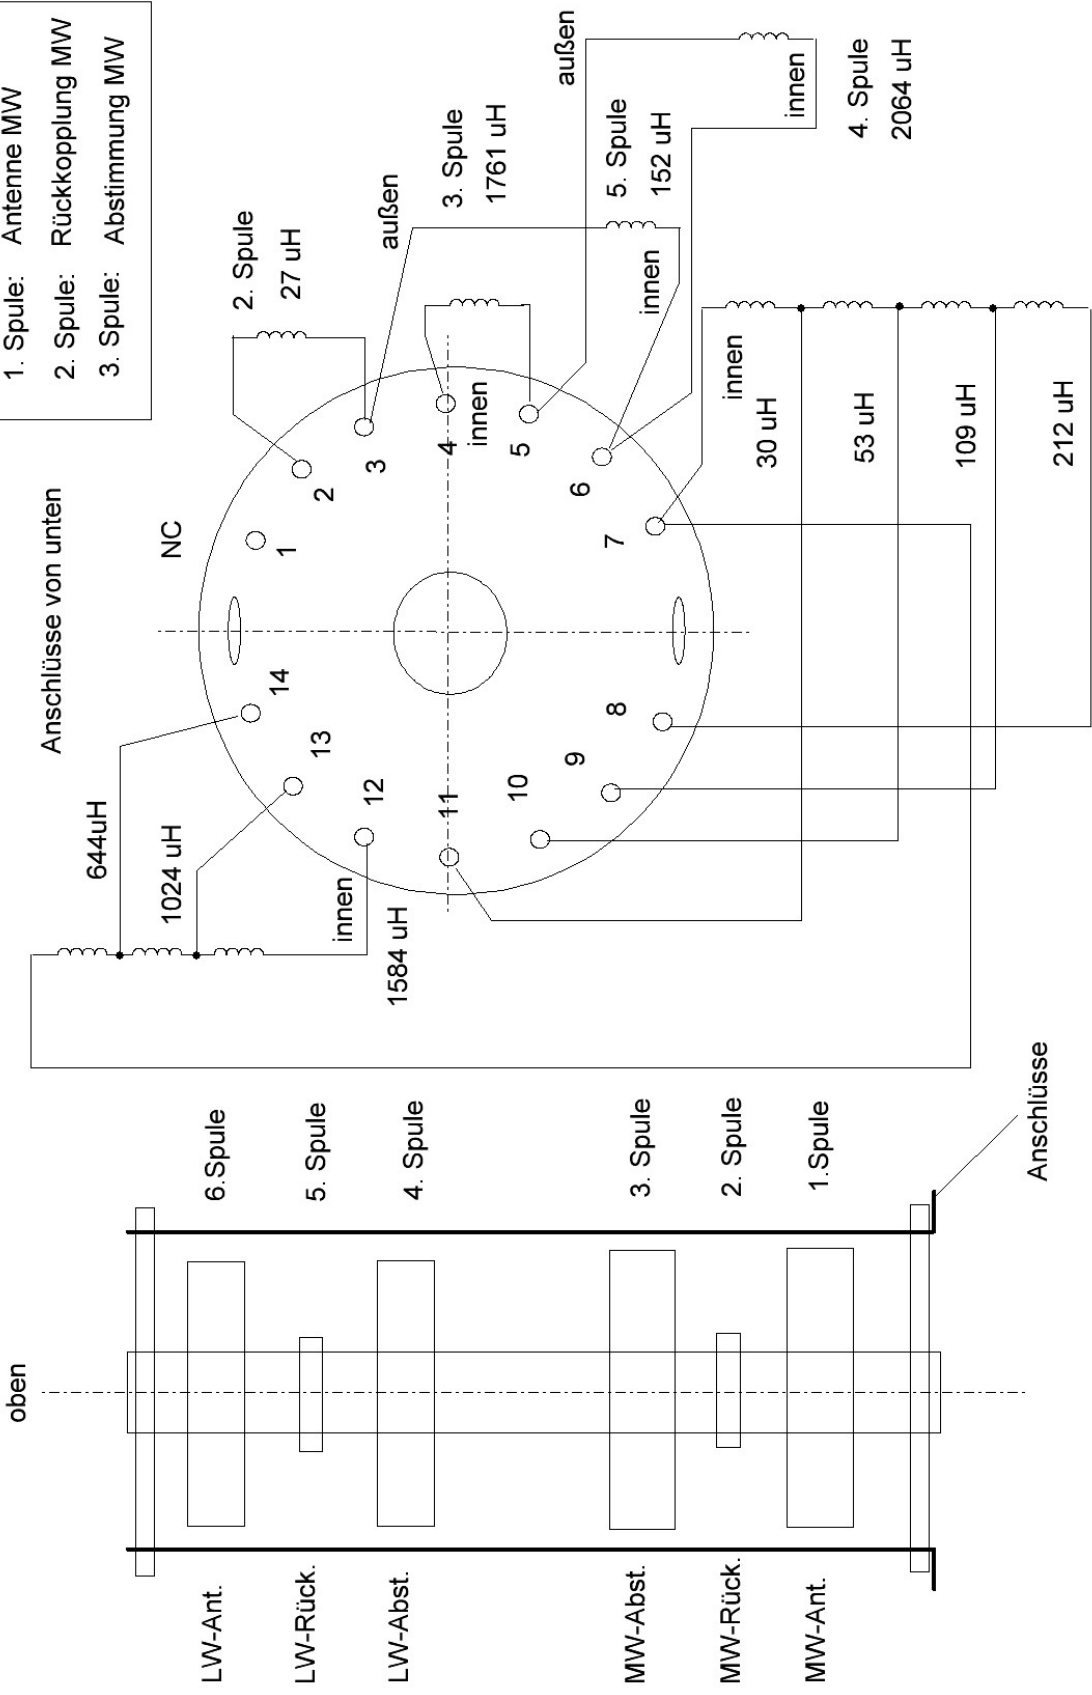 1. Spule: Antenne MW
2. Spule: Rückkopplung MW
3. Spule: Abstimmung MW
Anschlüsse von unten
NC
1
2
3
4
5
6
7
8
9
10
11
12
13
14
2. Spule
27 uH
außen
3. Spule
1761 uH
innen
5. Spule
152 uH
innen
außen
innen
4. Spule
2064 uH
innen
30 uH
53 uH
109 uH
212 uH
644uH
1024 uH
innen
1584 uH
oben
6.Spule
5. Spule
4. Spule
3. Spule
2. Spule
1.Spule
Anschlüsse
LW-Ant.
LW-Rück.
LW-Abst.
MW-Abst.
MW-Rück.
MW-Ant.